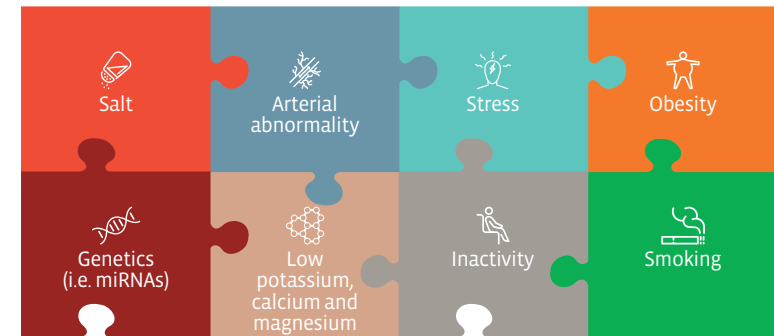 Salt
Arterial
abnormality
Stress
Obesity
Genetics
(i.e. miRNAs)
Low
potassium,
calcium and
magnesium
Inactivity
Smoking